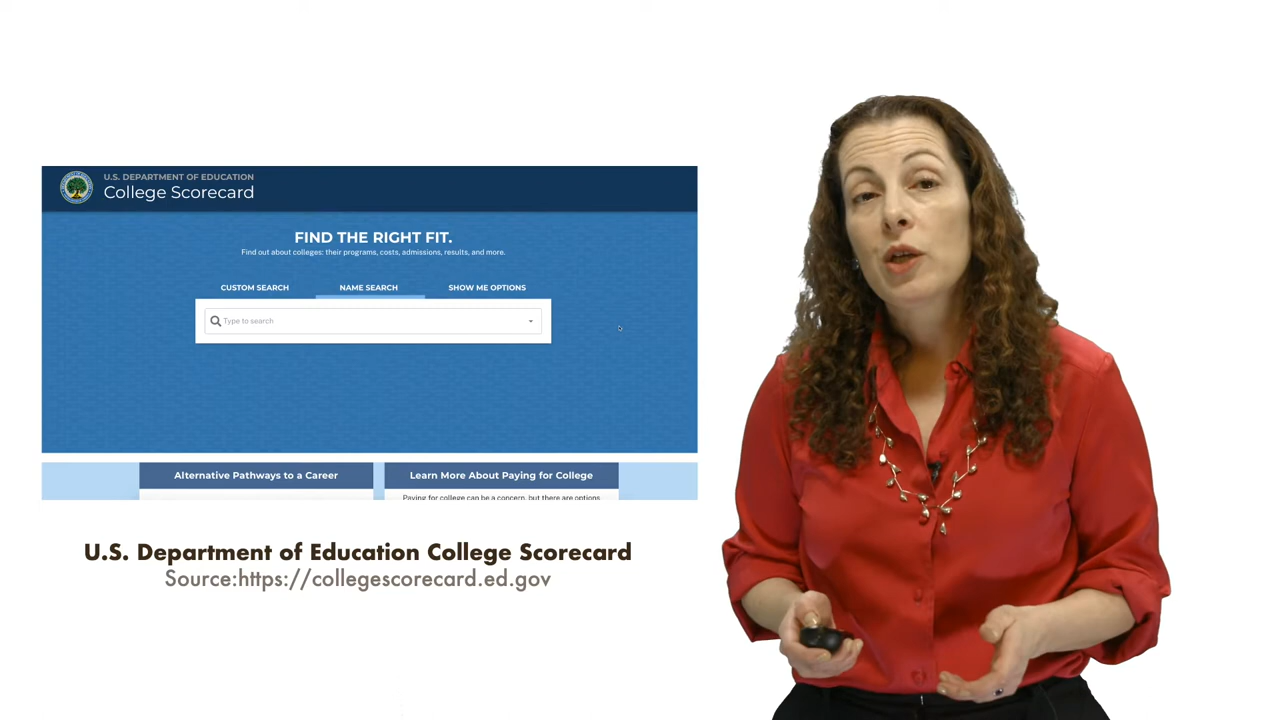 U.S. DEPARTMENT OF EDUCATION
College Scorecard
FIND THE RIGHT FIT.
Find out about colleges: their programs, costs, admissions, results, and more.
CUSTOM SEARCH
NAME SEARCH
SHOW ME OPTIONS
Type to search
Alternative Pathways to a Career
Learn More About Paying for College
Paying for college can be a concern, but there are options
U.S. Department of Education College Scorecard
Source:https://collegescorecard.ed.gov